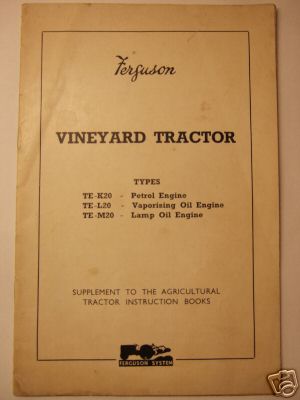 Ferguson
VINEYARD TRACTOR
TYPES
TE-K20 - Petrol Engine
TE-L20 - Vaporising Oil Engine
TE-M20 - Lamp Oil Engine
SUPPLEMENT TO THE AGRICULTURAL
TRACTOR INSTRUCTION BOOKS
FERGUSON SYSTEM
ebY